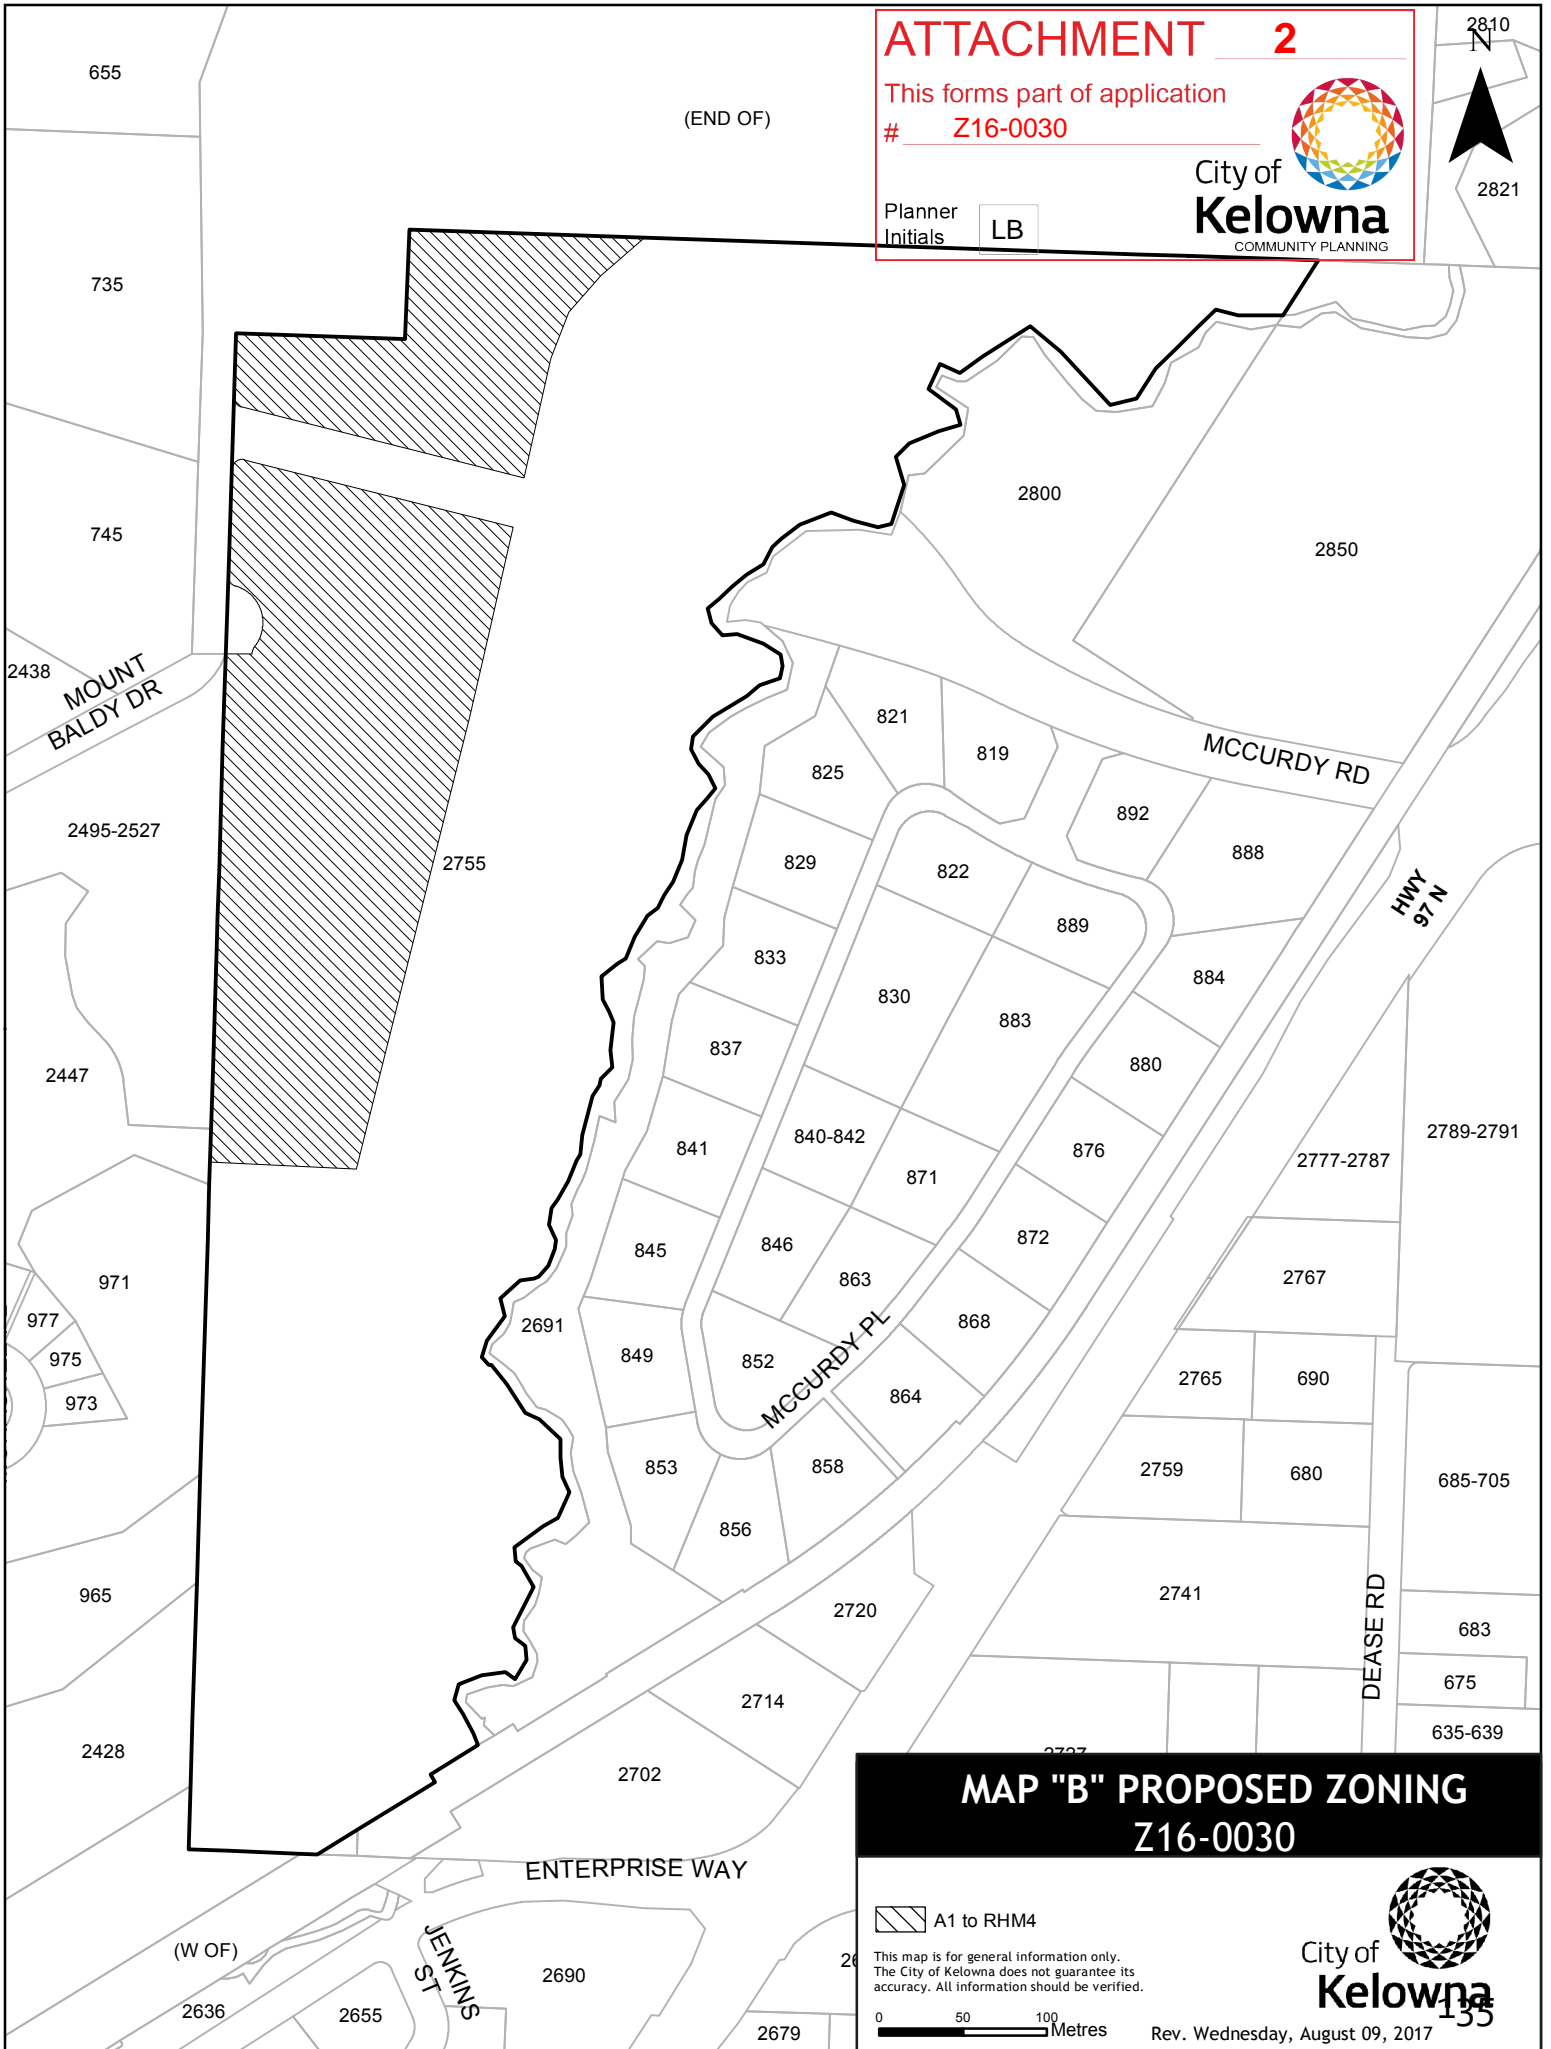 ATTACHMENT 2
This forms part of application
# Z16-0030
City of
Kelowna
COMMUNITY PLANNING
Planner
Initials LB
N
2810
2821
655
(END OF)
735
745
2438
MOUNT
BALDY DR
2495-2527
2755
2447
971
977
975
973
965
2428
2800
2850
MCCURDY RD
821
819
825
892
888
829
822
889
833
830
884
883
837
880
840-842
841
876
871
872
845
846
863
868
2691
849
852
MCCURDY PL
864
853
858
856
HWY
97 N
2789-2791
2777-2787
2767
2765
690
2759
680
685-705
2741
683
675
635-639
DEASE RD
2720
2714
2702
ENTERPRISE WAY
JENKINS
ST
(W OF)
2690
2636
2655
2679
MAP "B" PROPOSED ZONING
Z16-0030
A1 to RHM4
This map is for general information only.
The City of Kelowna does not guarantee its
accuracy. All information should be verified.
0 50 100
Metres
City of
Kelowna
135
Rev. Wednesday, August 09, 2017